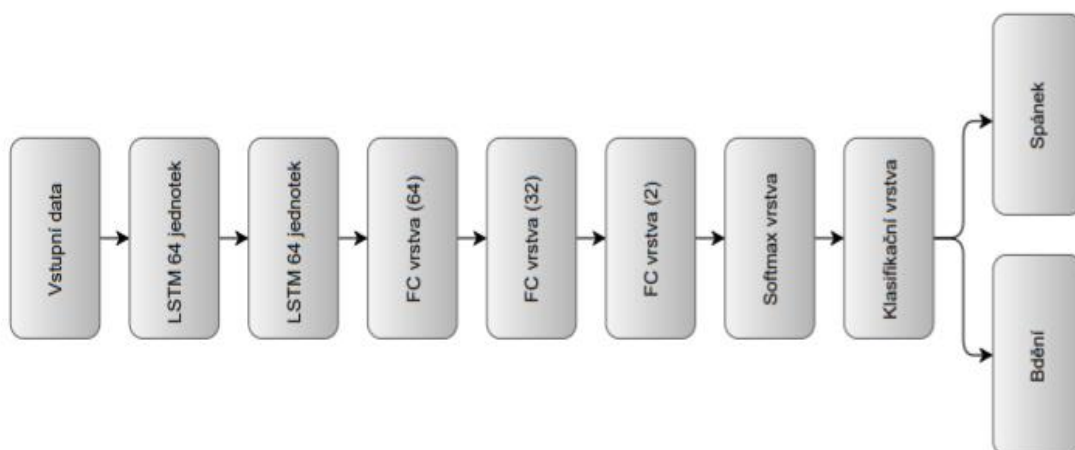 Vstupní data
LSTM 64 jednotek
LSTM 64 jednotek
FC vrstva (64)
FC vrstva (32)
FC vrstva (2)
Softmax vrstva
Klasifikační vrstva
Spánek
Bdění